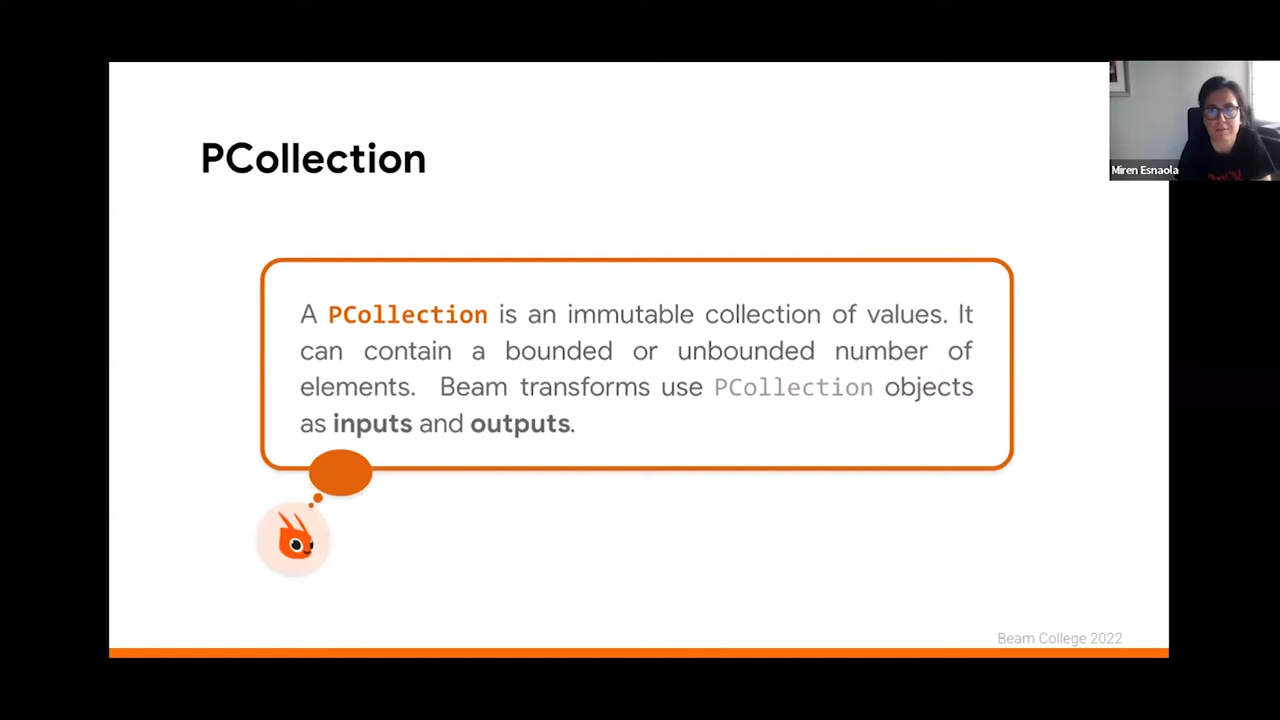 PCollection
Miren Esnaola
A PCollection is an immutable collection of values. It
can contain a bounded or unbounded number of
elements. Beam transforms use PCollection objects
as inputs and outputs.
Beam College 2022